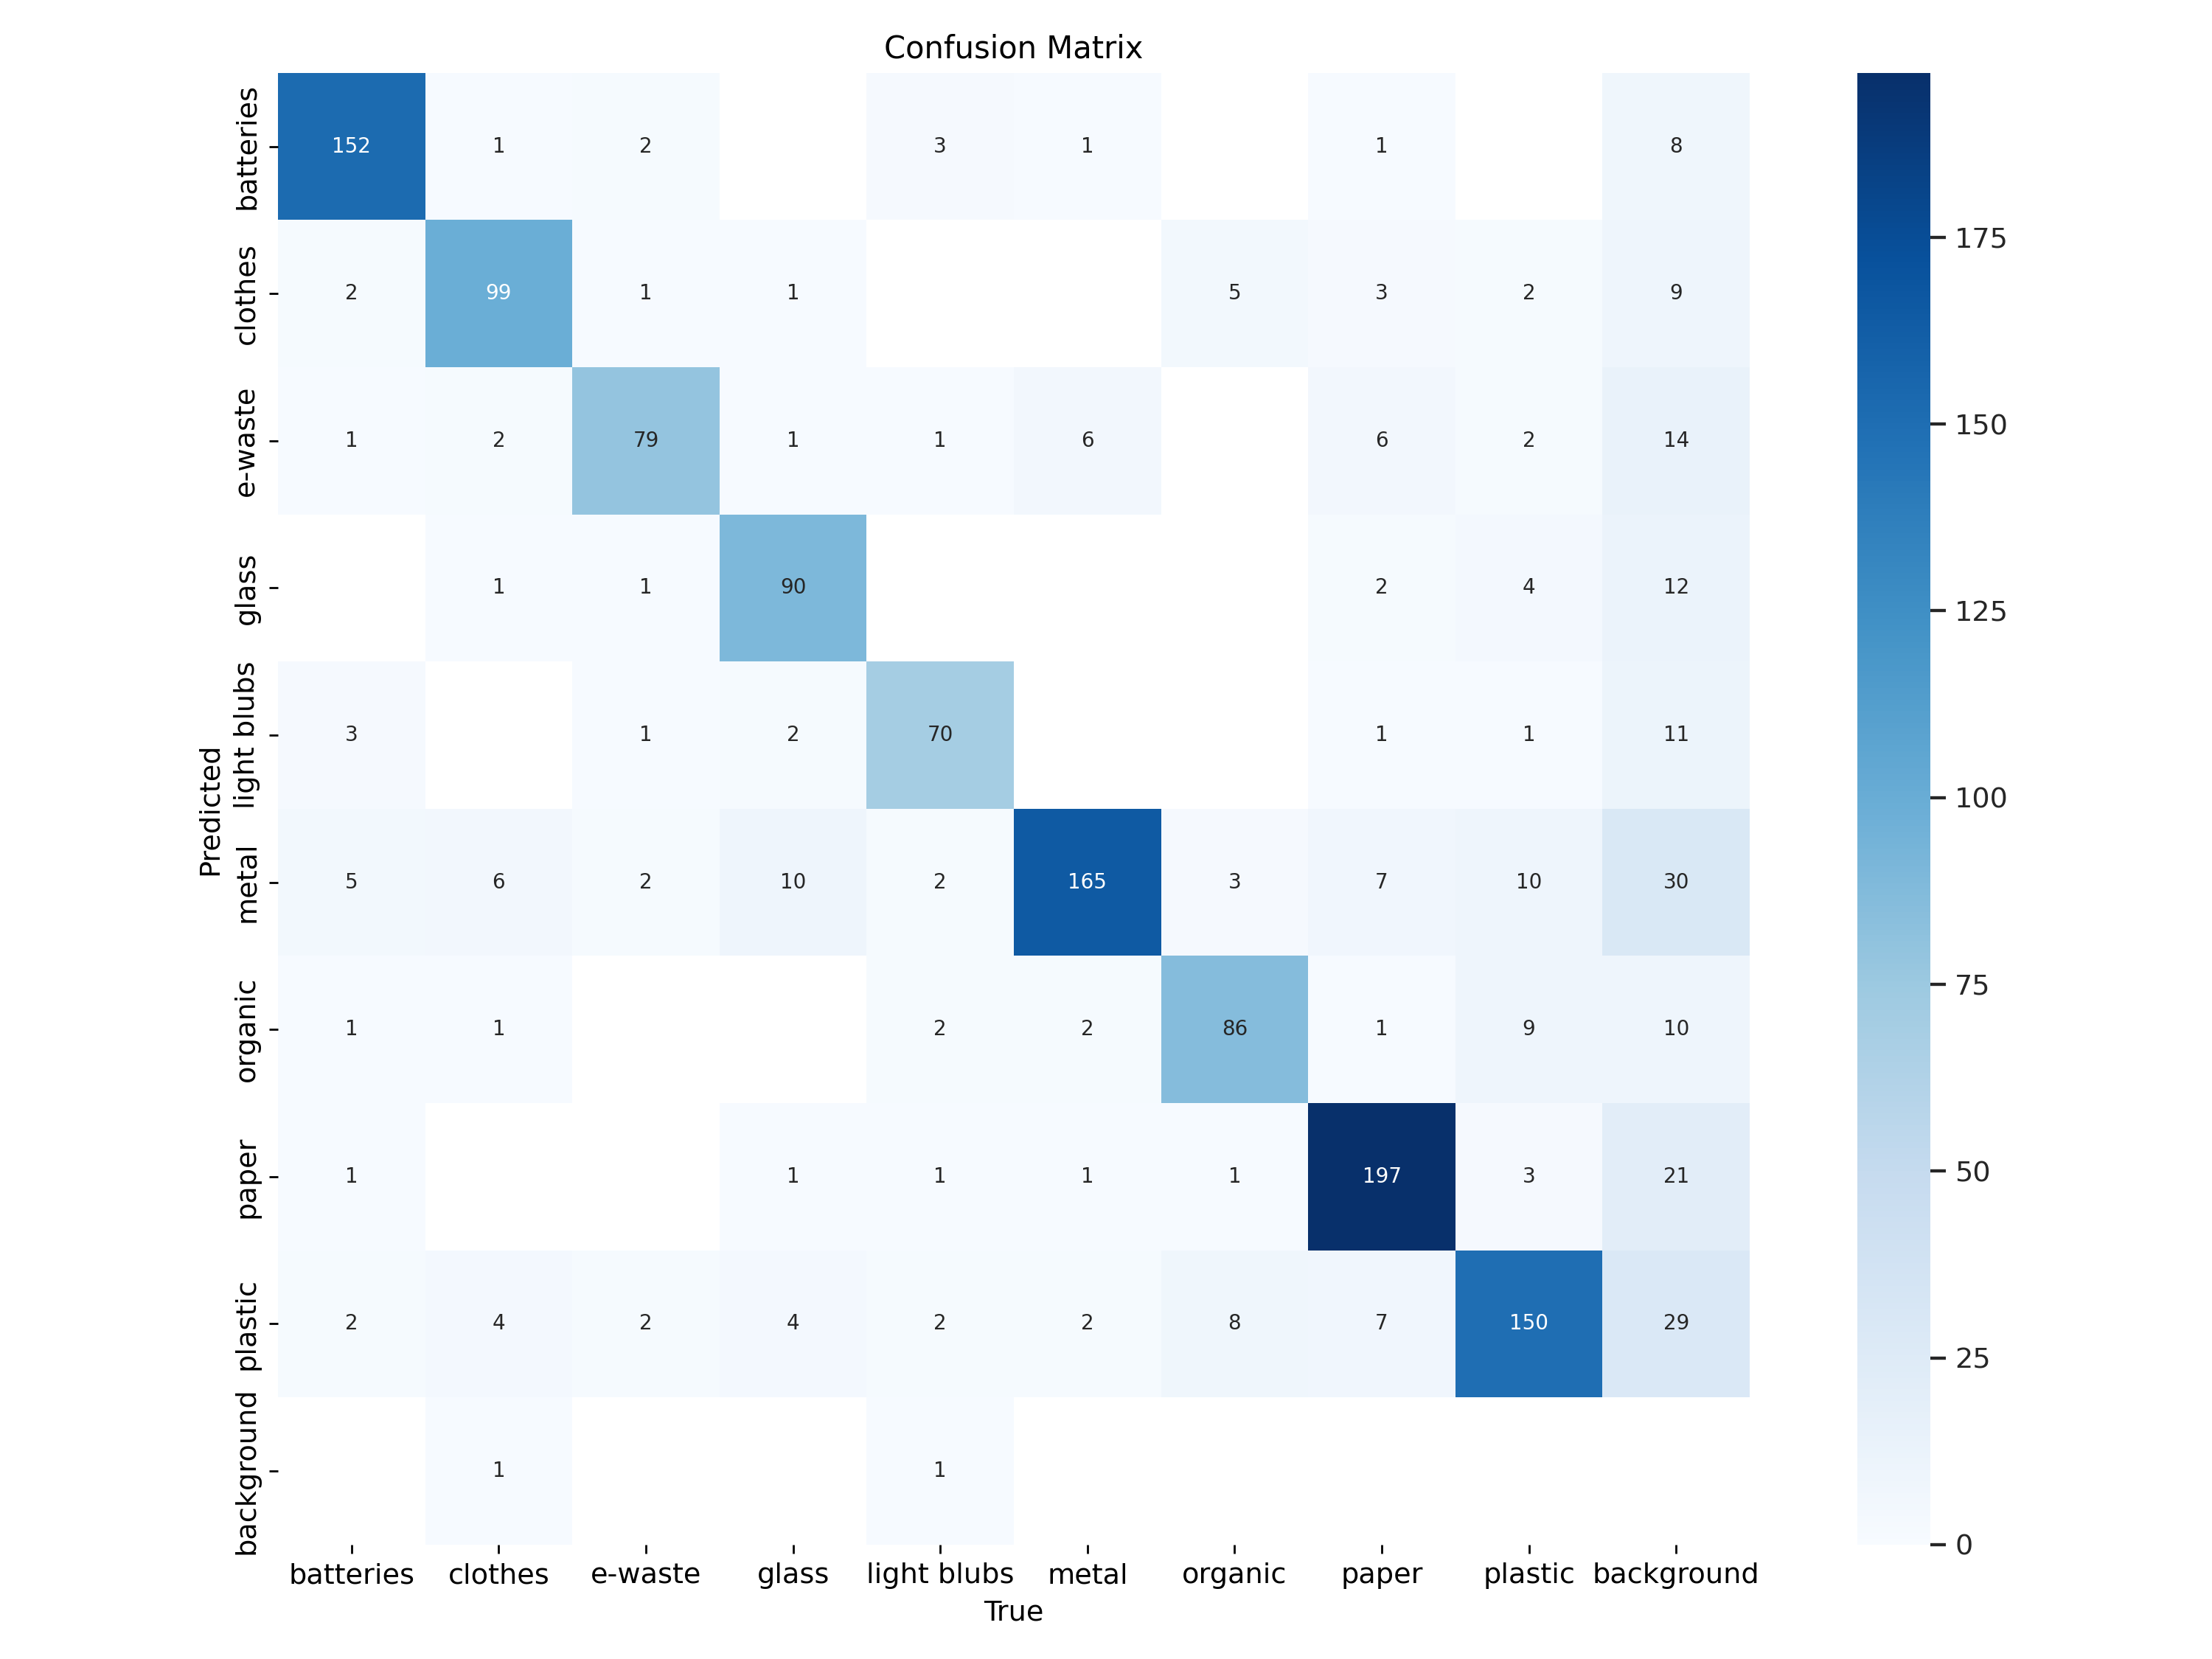 Confusion Matrix
batteries 152 1 2 3 1 1 8
clothes 2 99 1 1 5 3 2 9
e-waste 1 2 79 1 1 6 6 2 14
glass 1 1 90 2 4 12
light blubs 3 1 2 70 1 1 11
metal 5 6 2 10 2 165 3 7 10 30
organic 1 1 2 2 86 1 9 10
paper 1 1 1 1 1 197 3 21
plastic 2 4 2 4 2 2 8 7 150 29
background 1 1
Predicted
batteries clothes e-waste glass light blubs metal organic paper plastic background
True
175
150
125
100
75
50
25
0